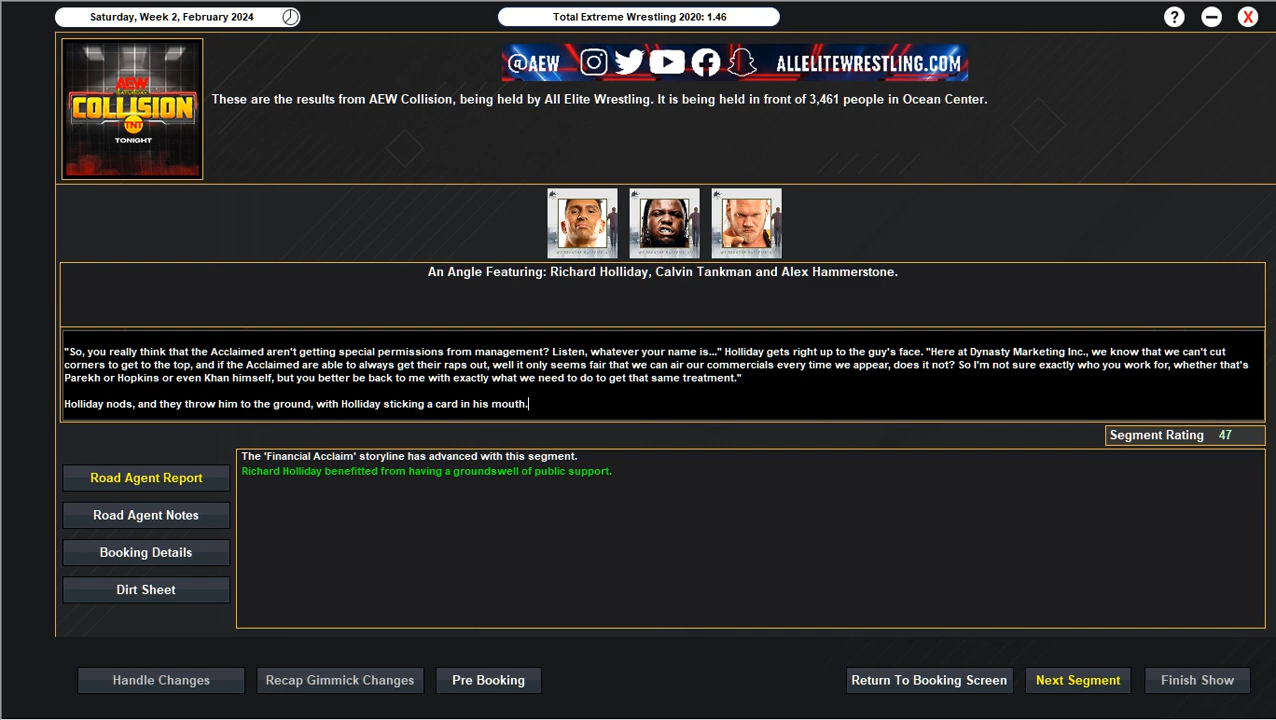 Saturday, Week 2, February 2024
Total Extreme Wrestling 2020: 1.46
?
X
@AEW
ALLELITEWRESTLING.COM
AEW
SATURDAY
COLLISION
TNT
TONIGHT
These are the results from AEW Collision, being held by All Elite Wrestling. It is being held in front of 3,461 people in Ocean Center.
An Angle Featuring: Richard Holliday, Calvin Tankman and Alex Hammerstone.
"So, you really think that the Acclaimed aren't getting special permissions from management? Listen, whatever your name is..." Holliday gets right up to the guy's face. "Here at Dynasty Marketing Inc., we know that we can't cut
corners to get to the top, and if the Acclaimed are able to always get their raps out, well it only seems fair that we can air our commercials every time we appear, does it not? So I'm not sure exactly who you work for, whether that's
Parekh or Hopkins or even Khan himself, but you better be back to me with exactly what we need to do to get that same treatment."
Holliday nods, and they throw him to the ground, with Holliday sticking a card in his mouth.
Segment Rating 47
The 'Financial Acclaim' storyline has advanced with this segment.
Richard Holliday benefitted from having a groundswell of public support.
Road Agent Report
Road Agent Notes
Booking Details
Dirt Sheet
Handle Changes
Recap Gimmick Changes
Pre Booking
Return To Booking Screen
Next Segment
Finish Show